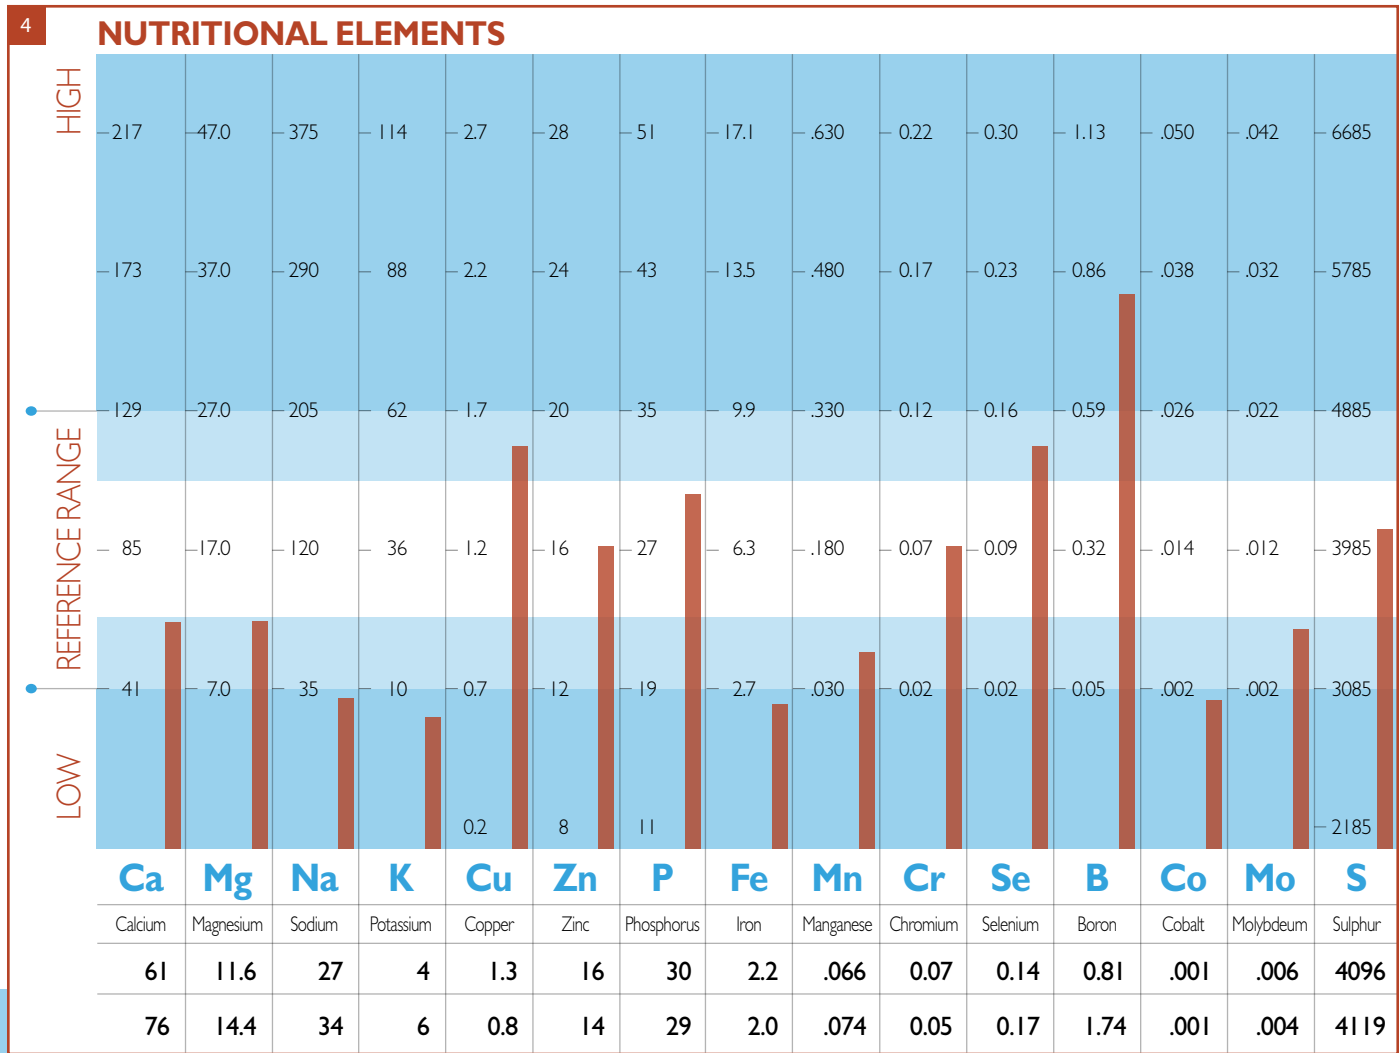 4
NUTRITIONAL ELEMENTS
HIGH
217 47.0 375 114 2.7 28 51 17.1 .630 0.22 0.30 1.13 .050 .042 6685
173 37.0 290 88 2.2 24 43 13.5 .480 0.17 0.23 0.86 .038 .032 5785
129 27.0 205 62 1.7 20 35 9.9 .330 0.12 0.16 0.59 .026 .022 4885
REFERENCE RANGE
85 17.0 120 36 1.2 16 27 6.3 .180 0.07 0.09 0.32 .014 .012 3985
41 7.0 35 10 0.7 12 19 2.7 .030 0.02 0.02 0.05 .002 .002 3085
LOW
0.2 8 11 2185
Ca Mg Na K Cu Zn P Fe Mn Cr Se B Co Mo S
Calcium Magnesium Sodium Potassium Copper Zinc Phosphorus Iron Manganese Chromium Selenium Boron Cobalt Molybdeum Sulphur
61 11.6 27 4 1.3 16 30 2.2 .066 0.07 0.14 0.81 .001 .006 4096
76 14.4 34 6 0.8 14 29 2.0 .074 0.05 0.17 1.74 .001 .004 4119